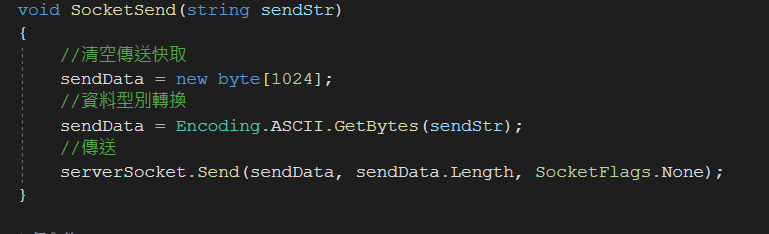 void SocketSend(string sendStr)
{
//清空傳送快取
sendData = new byte[1024];
//資料型別轉換
sendData = Encoding.ASCII.GetBytes(sendStr);
//傳送
serverSocket.Send(sendData, sendData.Length, SocketFlags.None);
}